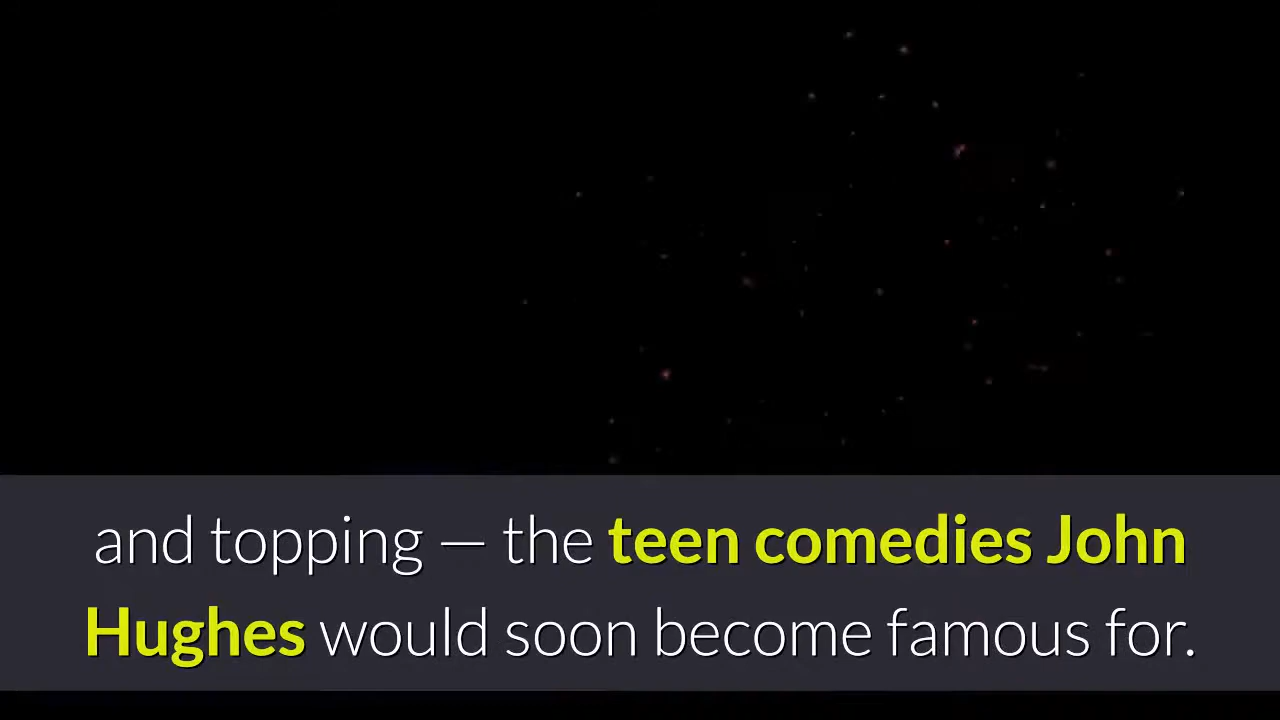 and topping — the teen comedies John
Hughes would soon become famous for.